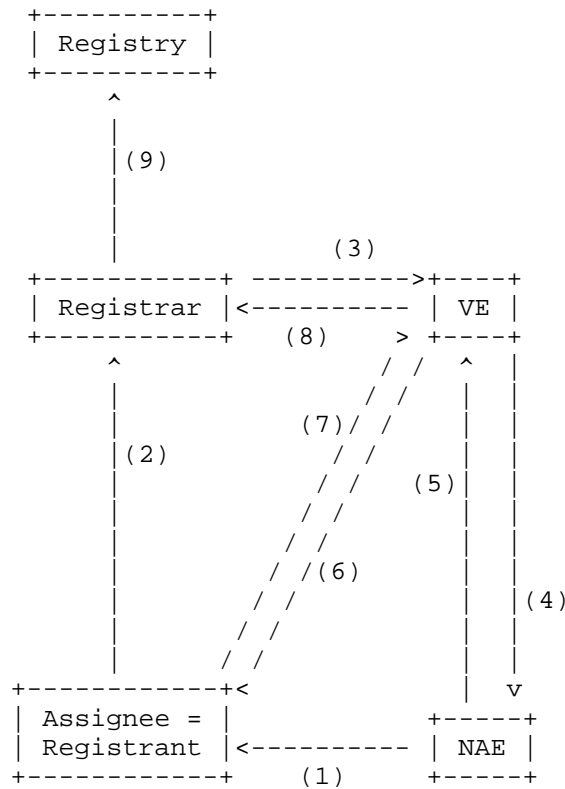 Registry
(9)
(3)
Registrar
VE
(8)
(7)
(2)
(5)
(6)
(4)
Assignee =
Registrant
NAE
(1)